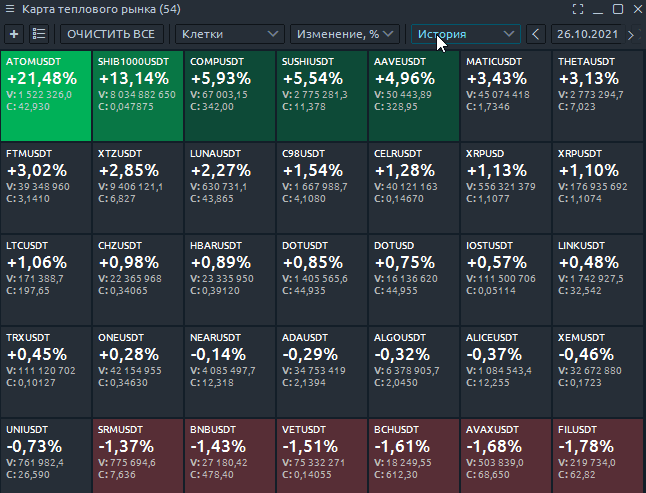 Карта теплового рынка (54)
ОЧИСТИТЬ ВСЕ Клетки Изменение, % История 26.10.2021
ATOMUSDT SHIB1000USDT COMPUSDT SUSHIUSDT AAVEUSDT MATICUSDT THETAUSDT
+21,48% +13,14% +5,93% +5,54% +4,96% +3,43% +3,13%
V: 1 522 326,0 V: 8 034 882 650 V: 67 003,15 V: 2 775 281,3 V: 50 443,89 V: 45 074 418 V: 2 773 294,7
C: 42,930 C: 0,047875 C: 342,00 C: 11,378 C: 328,95 C: 1,7346 C: 7,023
FTMUSDT XTZUSDT LUNAUSDT C98USDT CELRUSDT XRPUSD XRPUSDT
+3,02% +2,85% +2,27% +1,54% +1,28% +1,13% +1,10%
V: 39 348 960 V: 9 406 121,1 V: 630 731,1 V: 1 667 988,7 V: 40 121 163 V: 556 321 379 V: 176 935 692
C: 3,1410 C: 6,827 C: 43,865 C: 4,1080 C: 0,14670 C: 1,1077 C: 1,1074
LTCUSDT CHZUSDT HBARUSDT DOTUSDT DOTUSD IOSTUSDT LINKUSDT
+1,06% +0,98% +0,89% +0,85% +0,75% +0,57% +0,48%
V: 171 388,7 V: 22 365 968 V: 23 335 950 V: 1 405 565,6 V: 16 136 620 V: 111 500 706 V: 1 742 927,5
C: 197,65 C: 0,34065 C: 0,39120 C: 44,935 C: 44,955 C: 0,05114 C: 32,542
TRXUSDT ONEUSDT NEARUSDT ADAUSDT ALGOUSDT ALICEUSDT XEMUSDT
+0,45% +0,28% -0,14% -0,29% -0,32% -0,37% -0,46%
V: 111 120 702 V: 42 154 955 V: 4 085 497,7 V: 34 753 419 V: 6 378 905,7 V: 1 084 543,4 V: 32 672 880
C: 0,10127 C: 0,34630 C: 12,318 C: 2,1394 C: 2,0450 C: 12,255 C: 0,1723
UNIUSDT SRMUSDT BNBUSDT VETUSDT BCHUSDT AVAXUSDT FILUSDT
-0,73% -1,37% -1,43% -1,51% -1,61% -1,68% -1,78%
V: 761 982,4 V: 775 694,6 V: 27 180,42 V: 75 332 271 V: 18 249,55 V: 503 839,0 V: 219 734,0
C: 26,590 C: 7,636 C: 478,40 C: 0,14055 C: 612,30 C: 68,650 C: 62,82